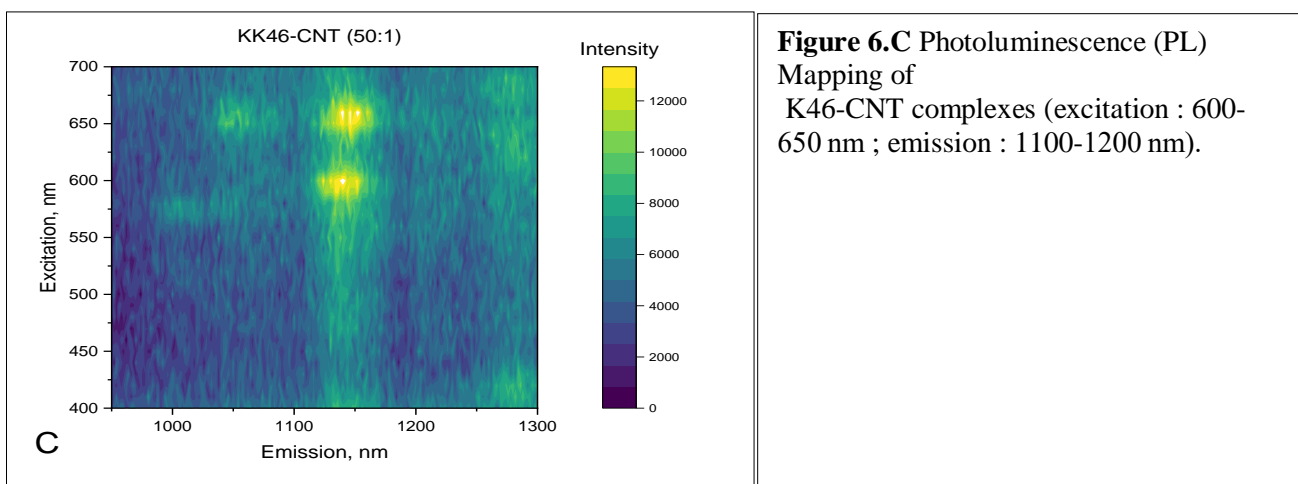 KK46-CNT (50:1)
Intensity
700
650
600
550
500
450
400
Excitation, nm
1000
1100
1200
1300
Emission, nm
12000
10000
8000
6000
4000
2000
0
C
Figure 6.C Photoluminescence (PL)
Mapping of
K46-CNT complexes (excitation : 600-
650 nm ; emission : 1100-1200 nm).